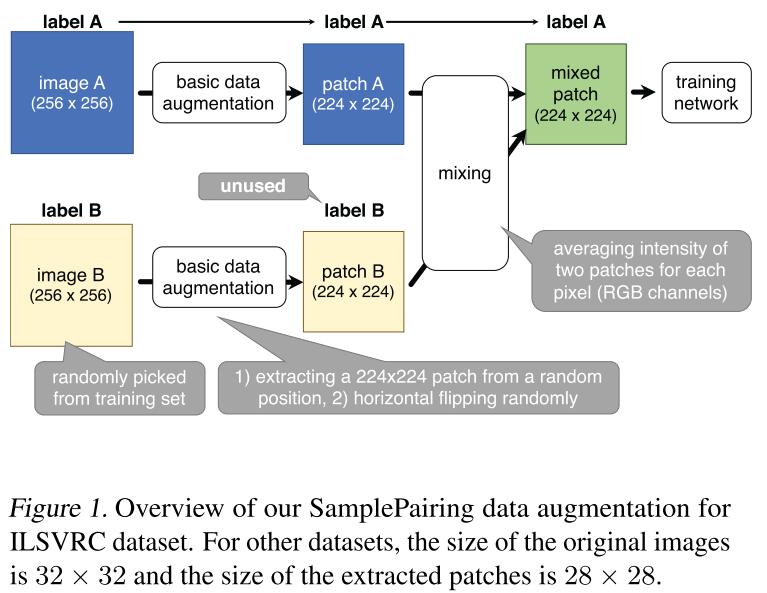 label A
label A
label A
image A
(256 x 256)
basic data
augmentation
patch A
(224 x 224)
mixed
patch
(224 x 224)
training
network
mixing
unused
label B
label B
image B
(256 x 256)
basic data
augmentation
patch B
(224 x 224)
averaging intensity of
two patches for each
pixel (RGB channels)
randomly picked
from training set
1) extracting a 224x224 patch from a random
position, 2) horizontal flipping randomly
Figure 1. Overview of our SamplePairing data augmentation for
ILSVRC dataset. For other datasets, the size of the original images
is 32 × 32 and the size of the extracted patches is 28 × 28.